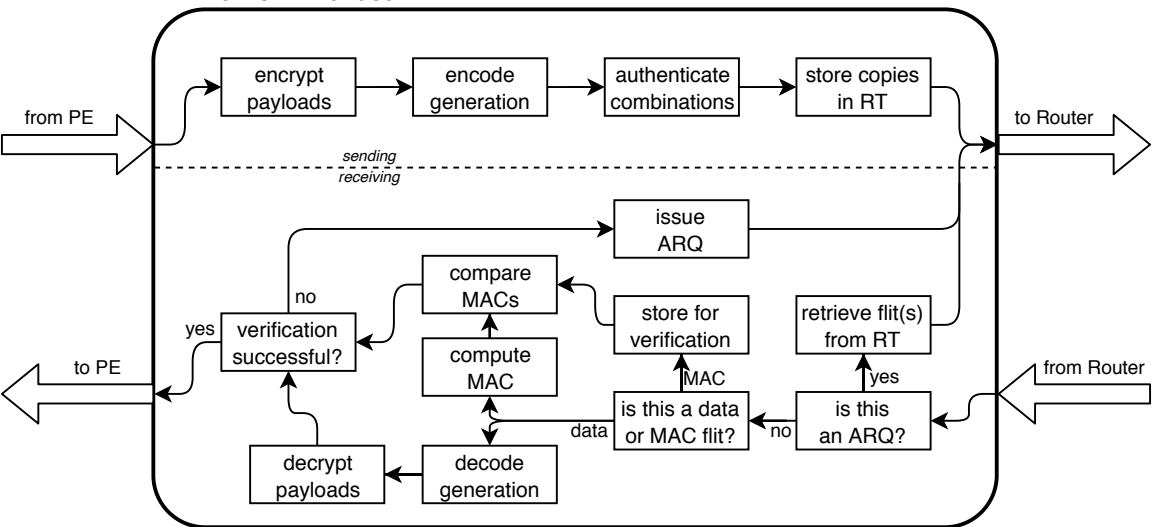 encrypt
payloads
encode
generation
authenticate
combinations
store copies
in RT
from PE
to Router
sending
receiving
issue
ARQ
compare
MACs
no
store for
verification
retrieve flit(s)
from RT
yes
verification
successful?
compute
MAC
to PE
from Router
MAC
yes
is this a data
or MAC flit?
is this
an ARQ?
data
no
decrypt
payloads
decode
generation